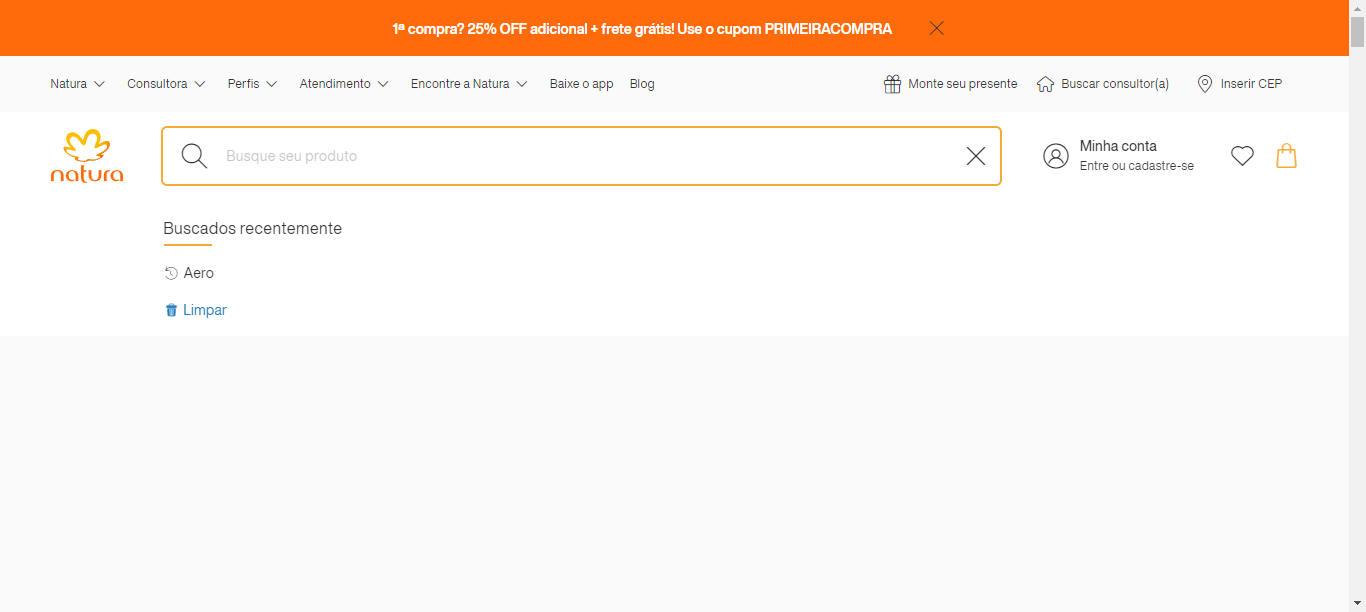 1ª compra? 25% OFF adicional + frete grátis! Use o cupom PRIMEIRACOMPRA
Natura Consultora Perfis Atendimento Encontre a Natura Baixe o app Blog Monte seu presente Buscar consultor(a) Inserir CEP
natura
Busque seu produto
Minha conta
Entre ou cadastre-se
Buscados recentemente
Aero
Limpar